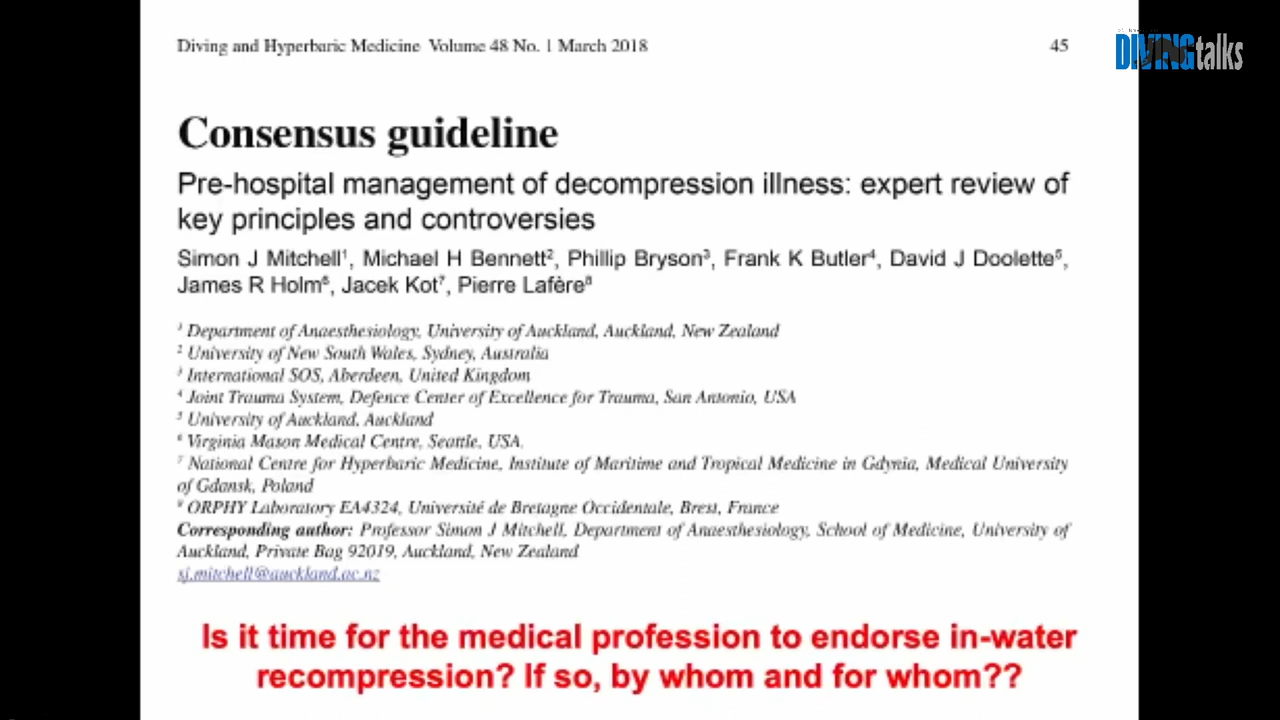 Diving and Hyperbaric Medicine Volume 48 No. 1 March 2018 45
DIVINGtalks
Consensus guideline
Pre-hospital management of decompression illness: expert review of
key principles and controversies
Simon J Mitchell¹, Michael H Bennett², Phillip Bryson³, Frank K Butler⁴, David J Doolette⁵,
James R Holm⁶, Jacek Kot⁷, Pierre Lafère⁸
¹ Department of Anaesthesiology, University of Auckland, Auckland, New Zealand
² University of New South Wales, Sydney, Australia
³ International SOS, Aberdeen, United Kingdom
⁴ Joint Trauma System, Defence Center of Excellence for Trauma, San Antonio, USA
⁵ University of Auckland, Auckland
⁶ Virginia Mason Medical Centre, Seattle, USA.
⁷ National Centre for Hyperbaric Medicine, Institute of Maritime and Tropical Medicine in Gdynia, Medical University
of Gdansk, Poland
⁸ ORPHY Laboratory EA4324, Université de Bretagne Occidentale, Brest, France
Corresponding author: Professor Simon J Mitchell, Department of Anaesthesiology, School of Medicine, University of
Auckland, Private Bag 92019, Auckland, New Zealand
sj.mitchell@auckland.ac.nz
Is it time for the medical profession to endorse in-water
recompression? If so, by whom and for whom??